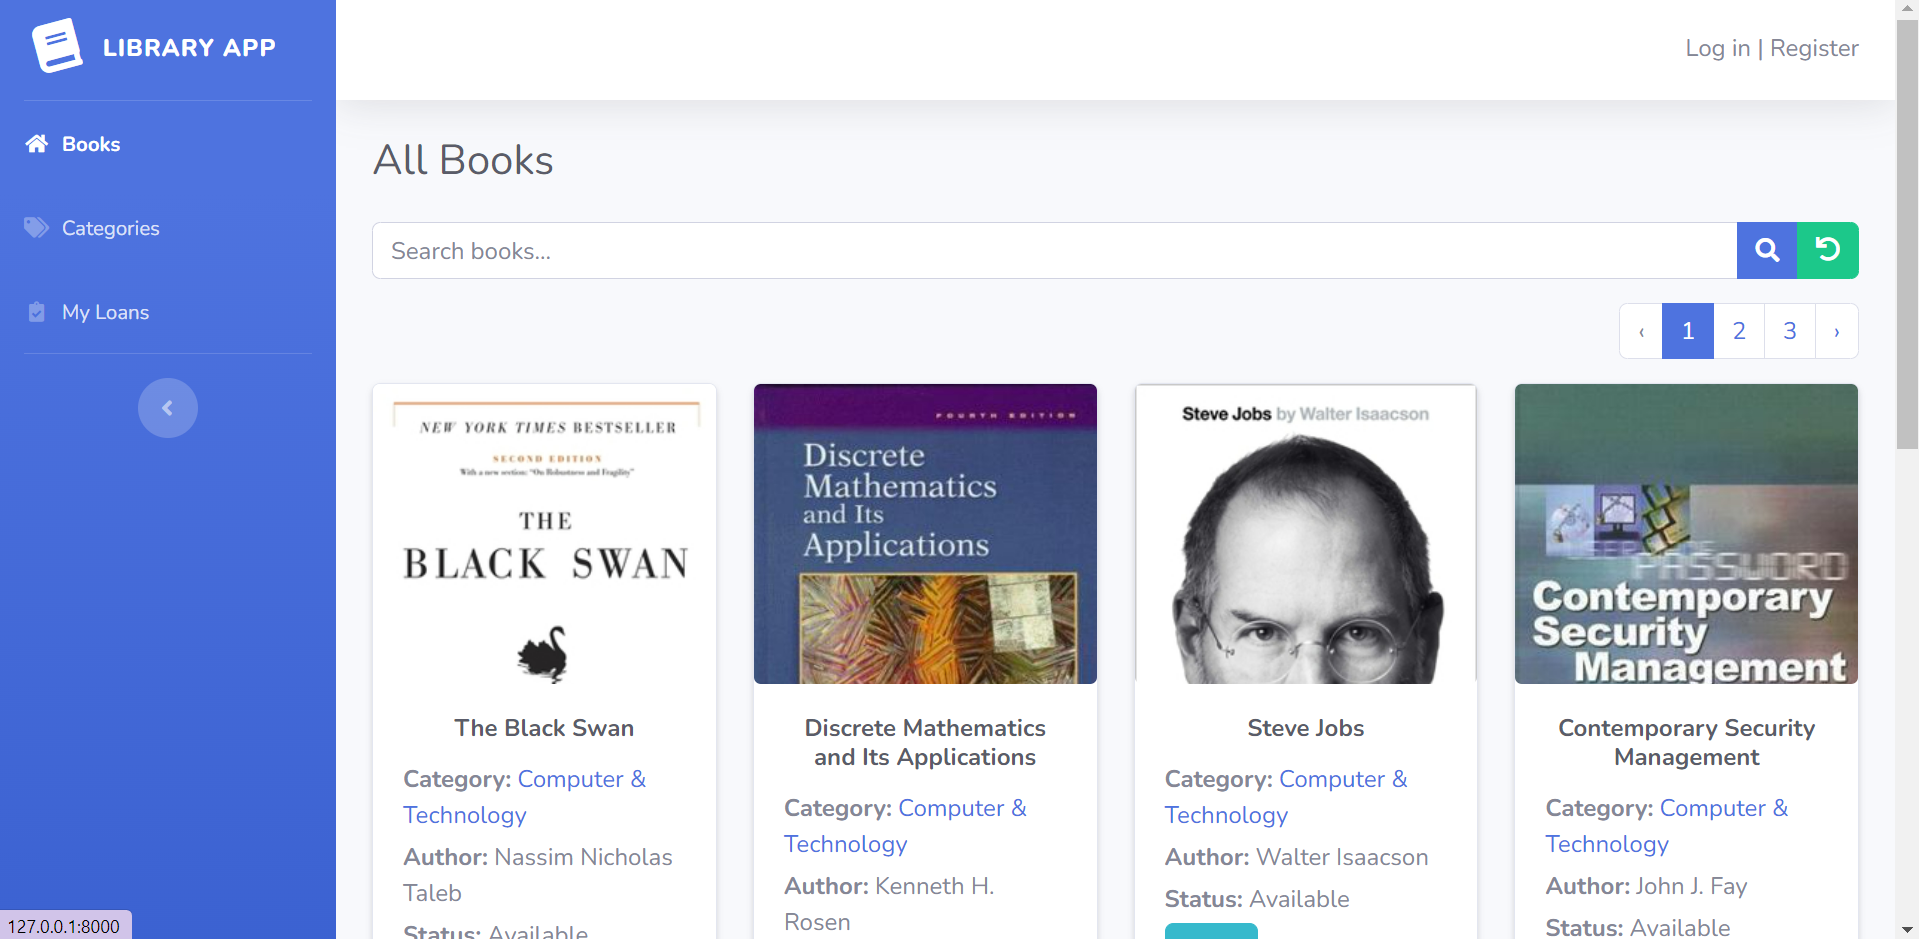 LIBRARY APP
Log in | Register
Books
Categories
My Loans
All Books
Search books...
‹ 1 2 3 ›
NEW YORK TIMES BESTSELLER
SECOND EDITION
With a new section: "On Robustness and Fragility"
THE
BLACK SWAN
The Black Swan
Category: Computer &
Technology
Author: Nassim Nicholas
Taleb
Status: Available
FOURTH EDITION
Discrete
Mathematics
and Its
Applications
Discrete Mathematics
and Its Applications
Category: Computer &
Technology
Author: Kenneth H.
Rosen
Steve Jobs by Walter Isaacson
Steve Jobs
Category: Computer &
Technology
Author: Walter Isaacson
Status: Available
PASSWORD
Contemporary
Security
Management
Contemporary Security
Management
Category: Computer &
Technology
Author: John J. Fay
Status: Available
127.0.0.1:8000